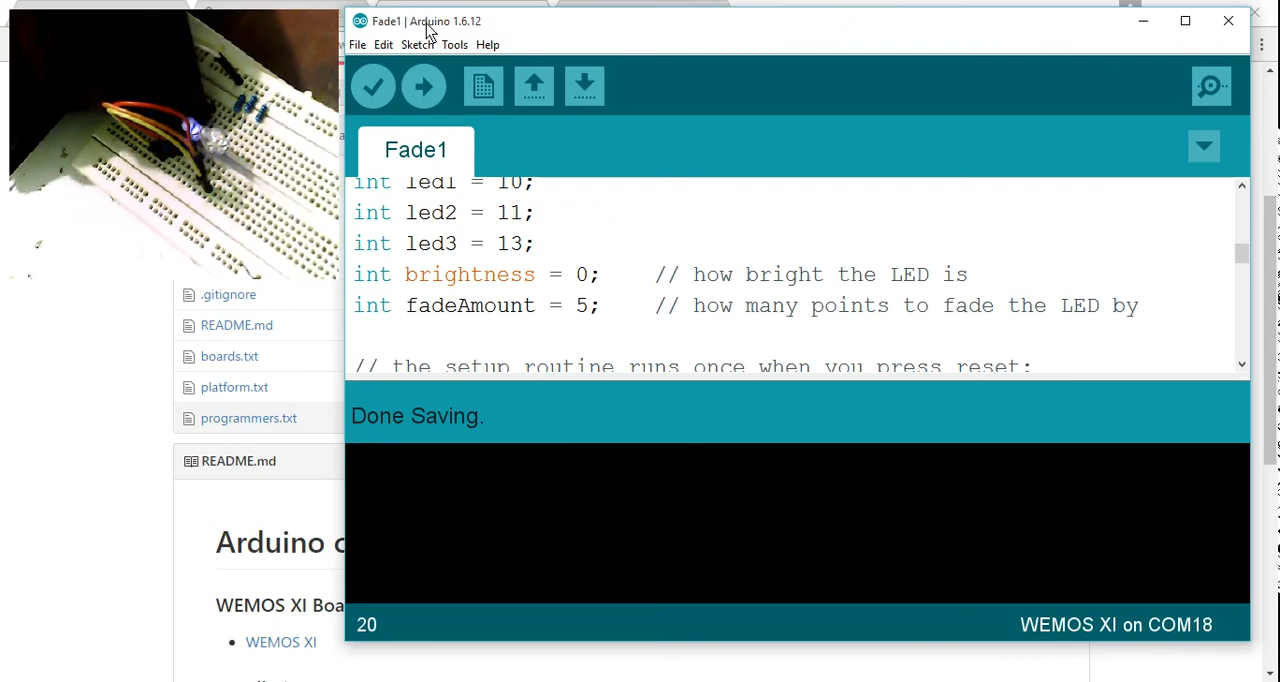 Fade1 | Arduino 1.6.12
File Edit Sketch Tools Help
Fade1
int led1 = 10;
int led2 = 11;
int led3 = 13;
int brightness = 0; // how bright the LED is
int fadeAmount = 5; // how many points to fade the LED by
// the setup routine runs once when you press reset:
Done Saving.
20
WEMOS XI on COM18
.gitignore
README.md
boards.txt
platform.txt
programmers.txt
README.md
Arduino
WEMOS XI
WEMOS XI